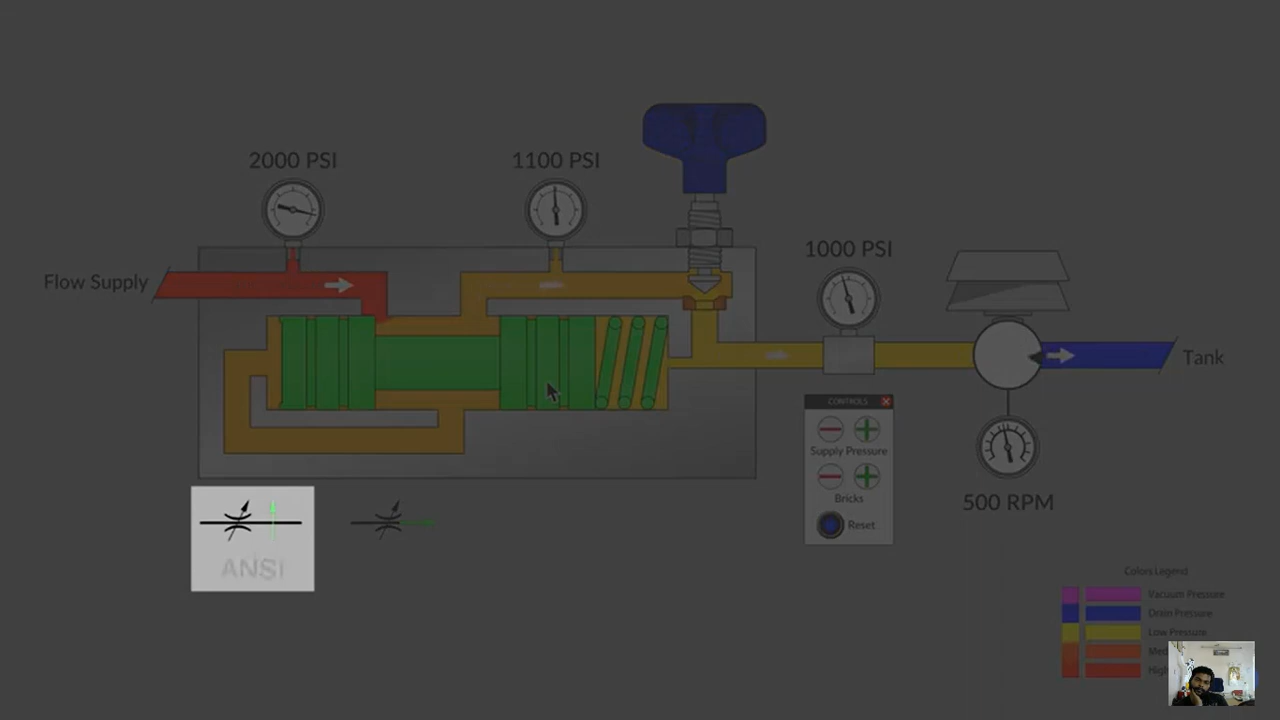 2000 PSI
1100 PSI
1000 PSI
Flow Supply
Tank
CONTROLS
Supply Pressure
Bricks
Reset
500 RPM
ANSI
Colors Legend
Vacuum Pressure
Drain Pressure
Low Pressure